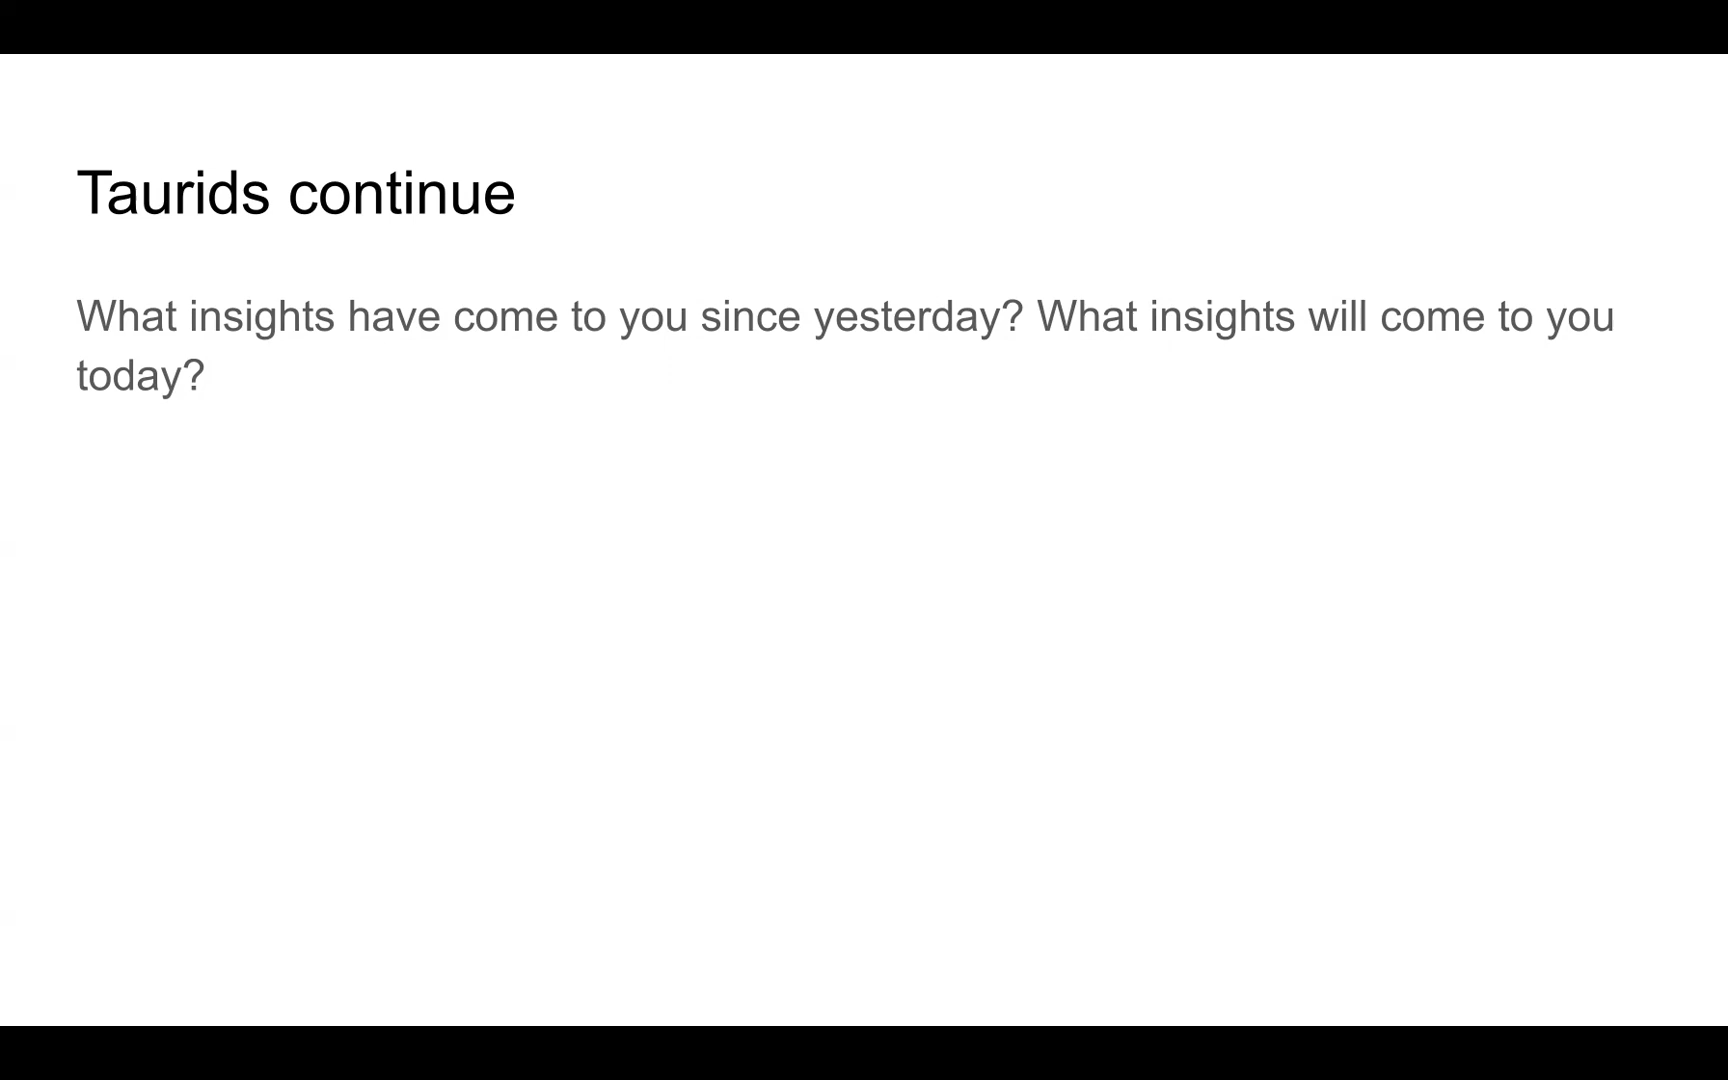 Taurids continue
What insights have come to you since yesterday? What insights will come to you
today?